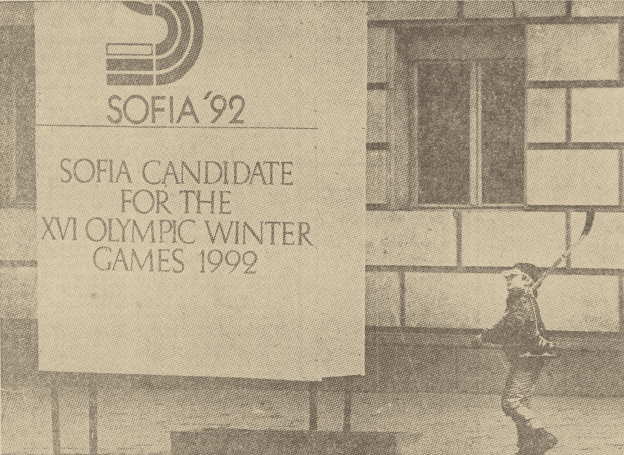 SOFIA '92
SOFIA CANDIDATE
FOR THE
XVI OLYMPIC WINTER
GAMES 1992